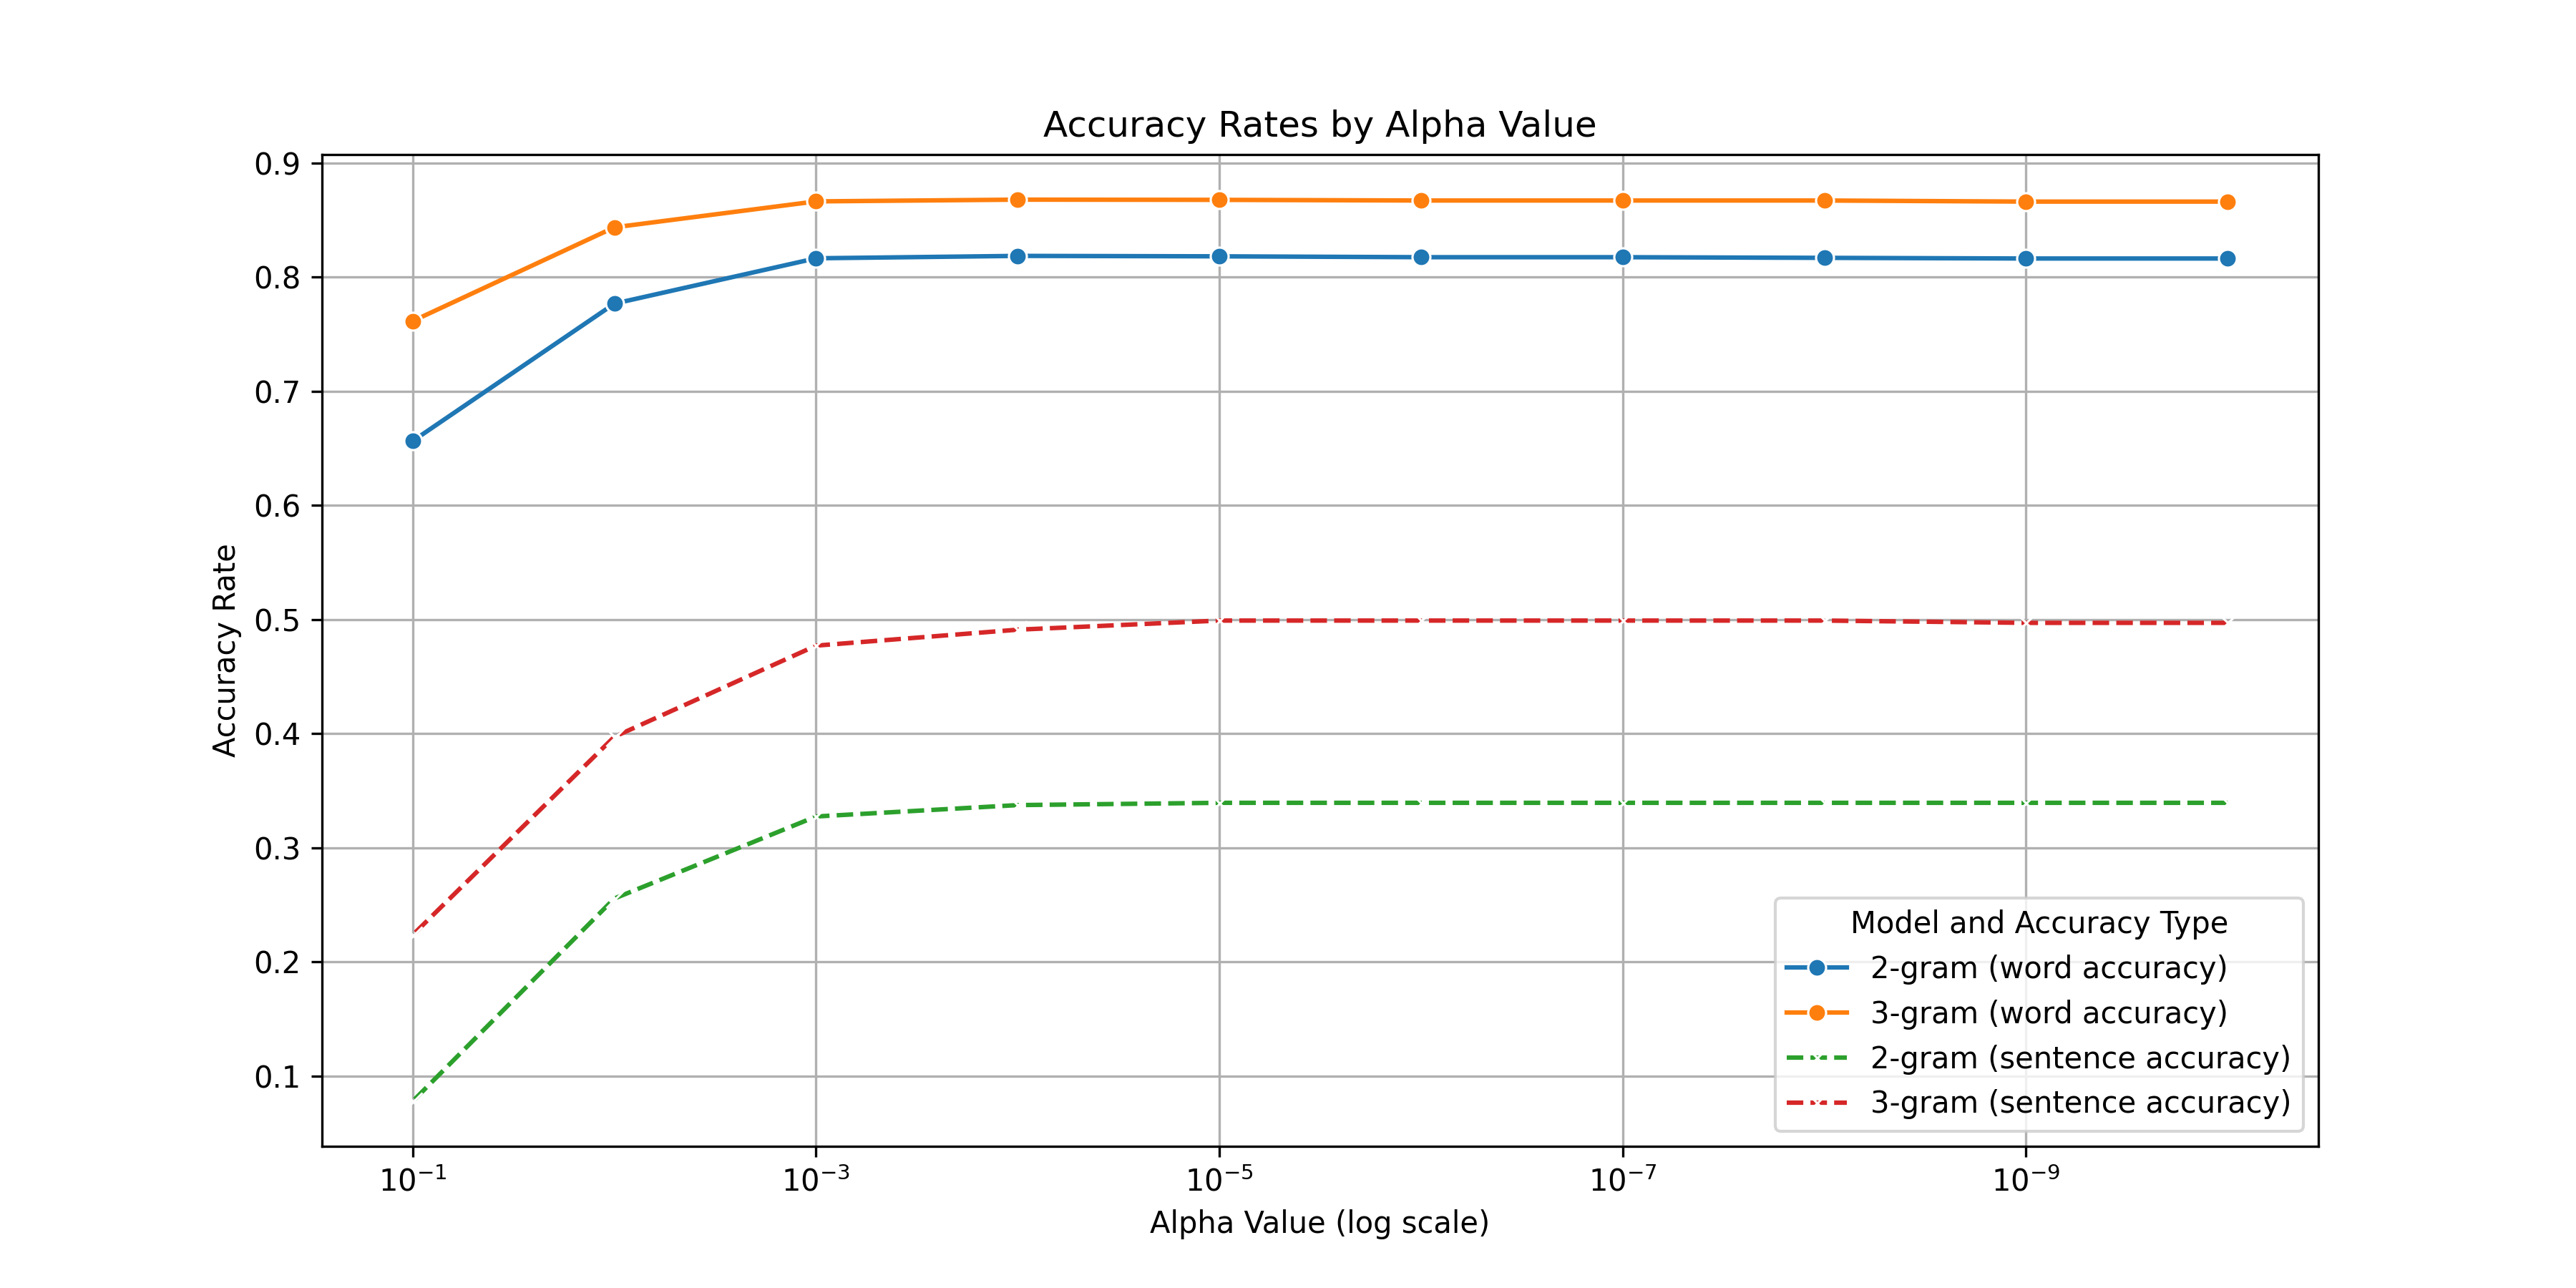 Accuracy Rates by Alpha Value
0.9
0.8
0.7
0.6
0.5
0.4
0.3
0.2
0.1
Accuracy Rate
Model and Accuracy Type
2-gram (word accuracy)
3-gram (word accuracy)
2-gram (sentence accuracy)
3-gram (sentence accuracy)
10⁻¹ 10⁻³ 10⁻⁵ 10⁻⁷ 10⁻⁹
Alpha Value (log scale)